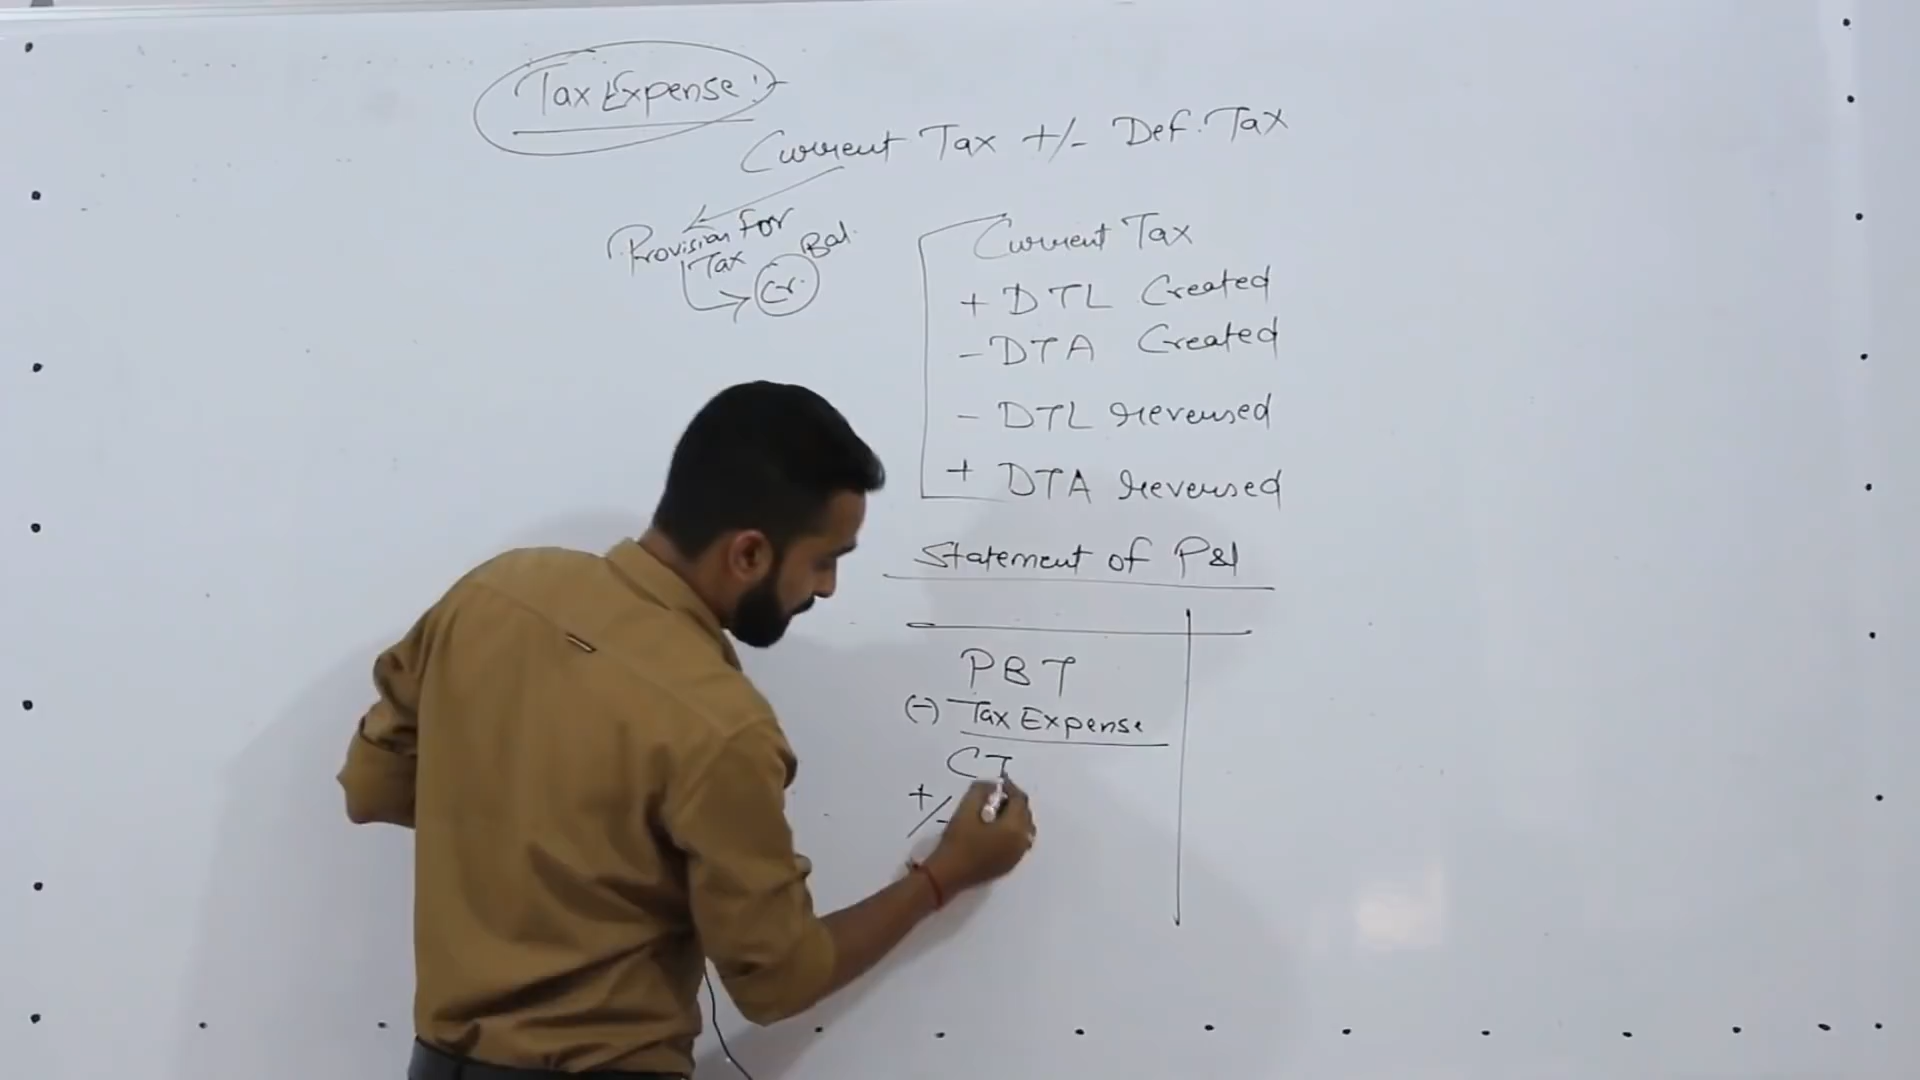 Tax Expense :-
Current Tax +/- Def. Tax
Provision For
Tax
Cr. Bal.
Current Tax
+ DTL Created
- DTA Created
- DTL reversed
+ DTA reversed
Statement of P&l
PBT
(-) Tax Expense
CT
+/-